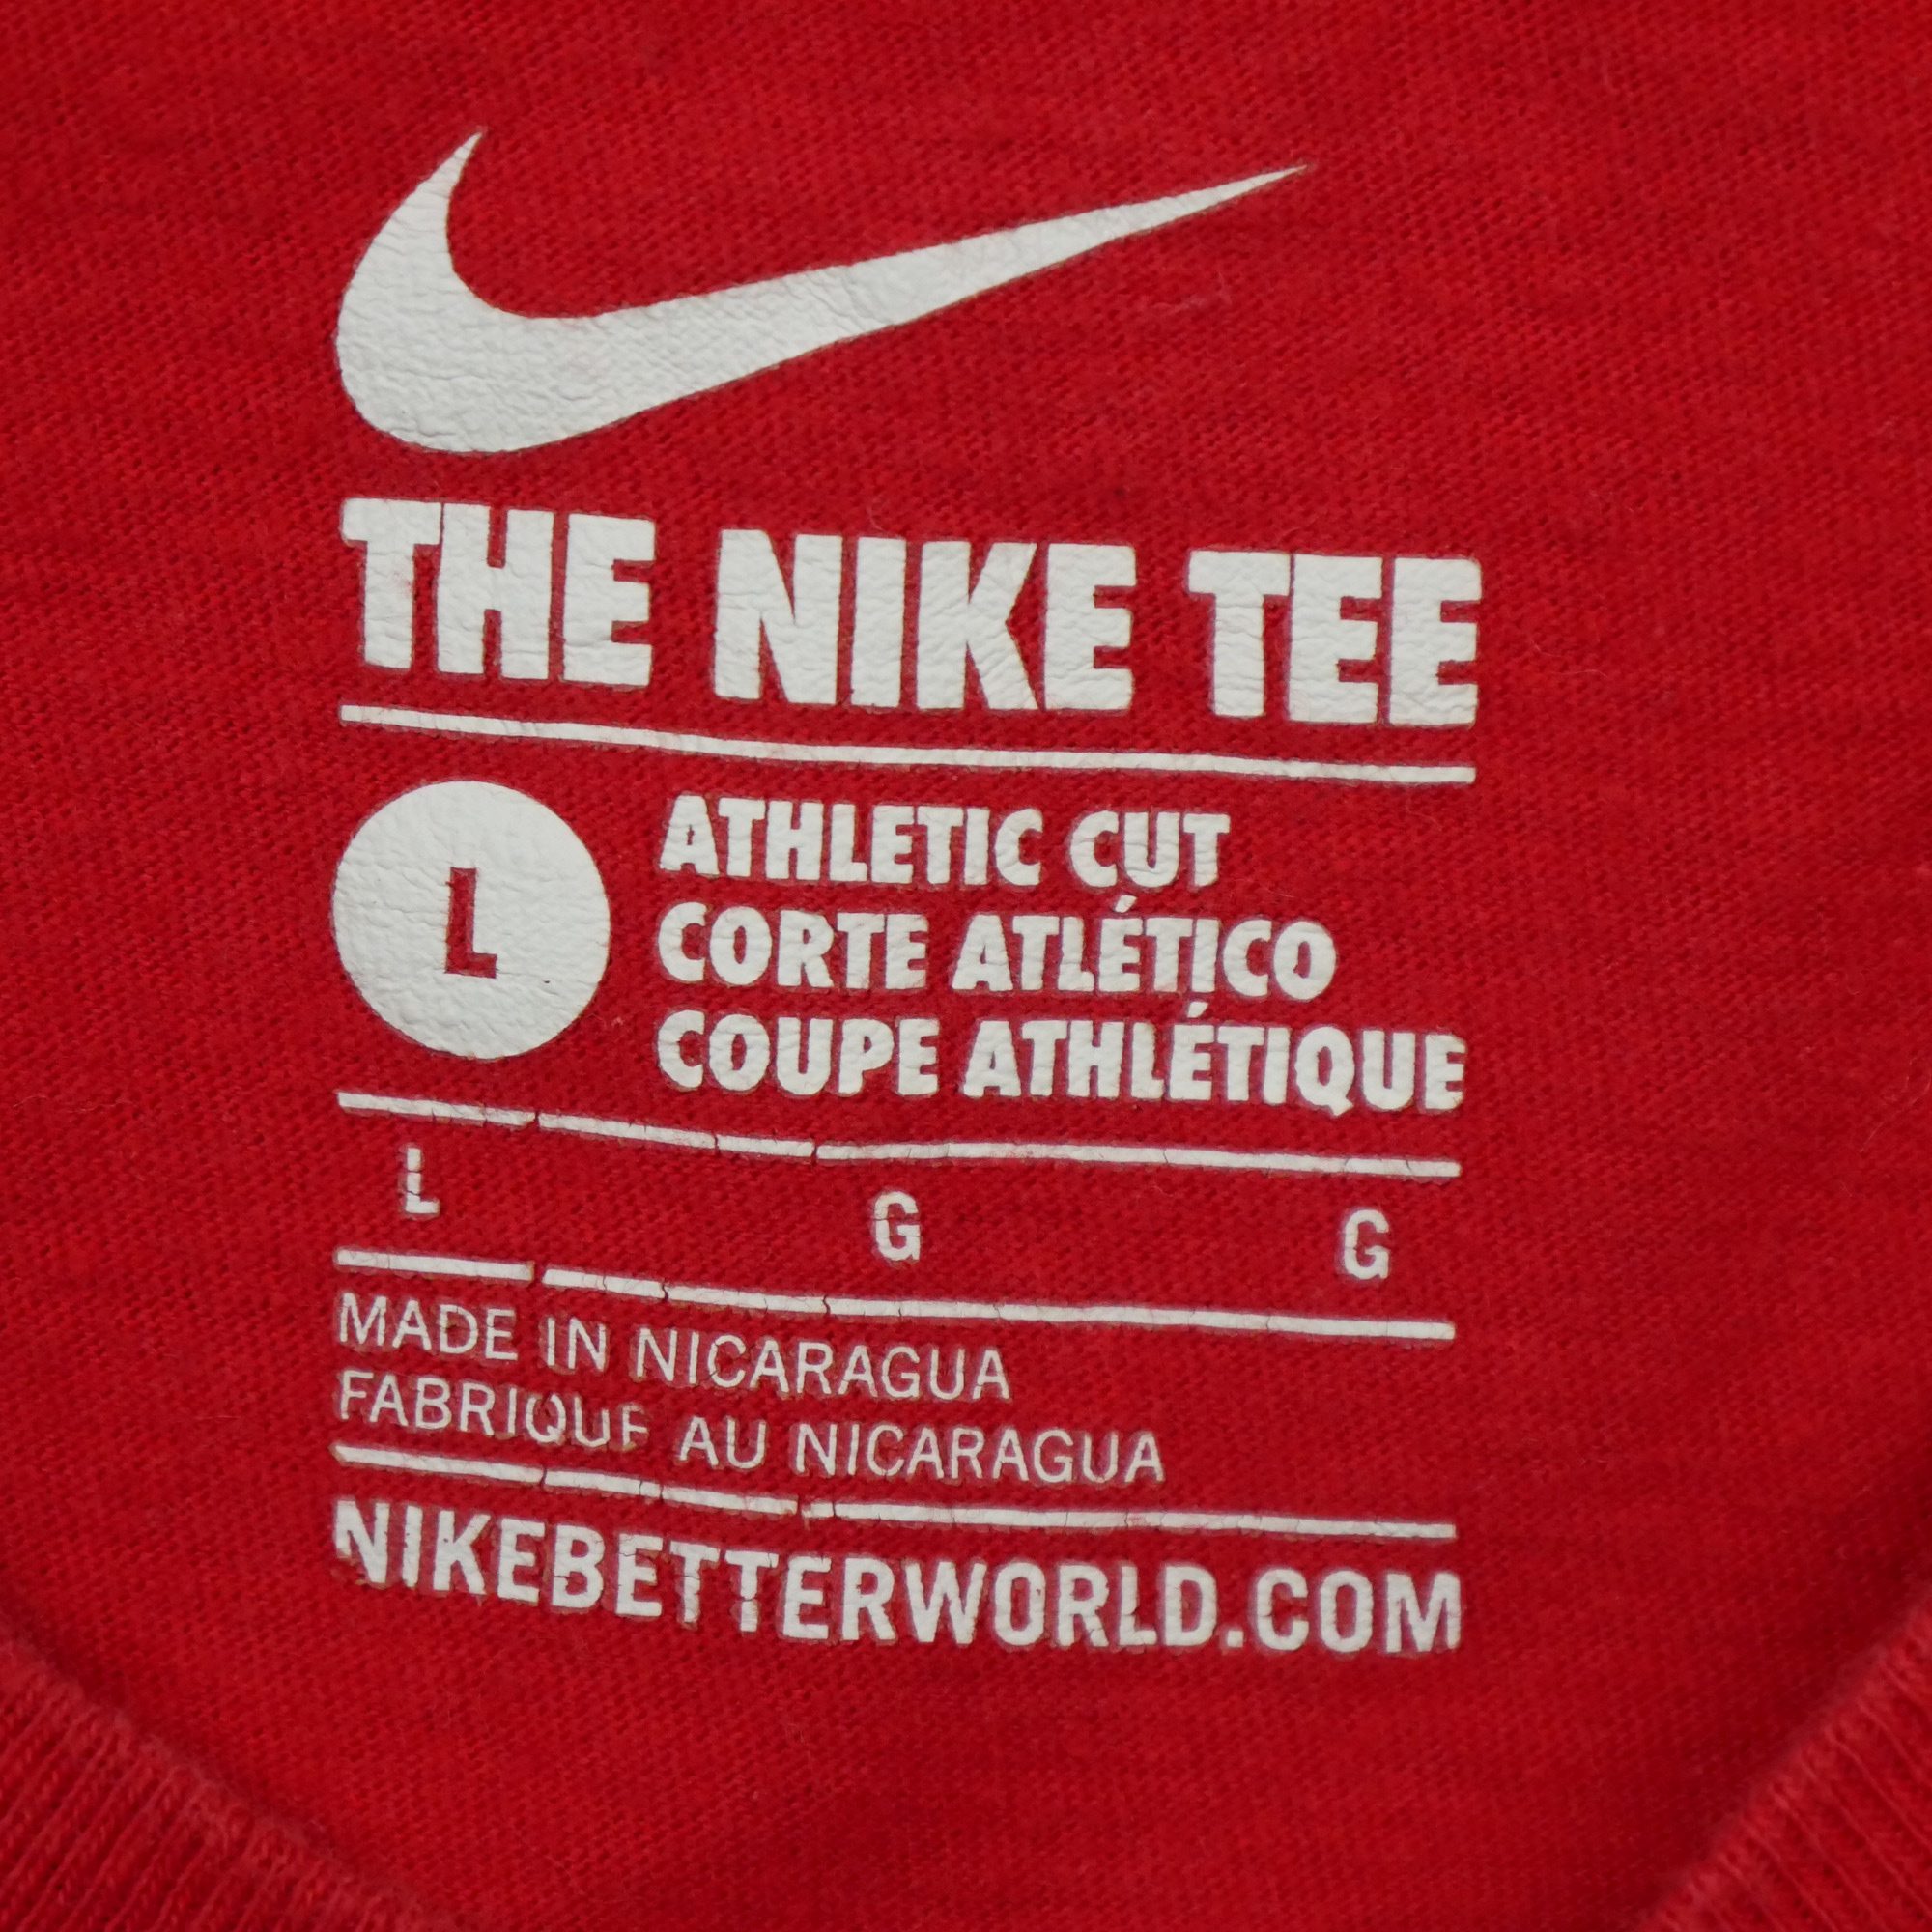 THE NIKE TEE
L
ATHLETIC CUT
CORTE ATLÉTICO
COUPE ATHLÉTIQUE
L G G
MADE IN NICARAGUA
FABRIQUE AU NICARAGUA
NIKEBETTERWORLD.COM